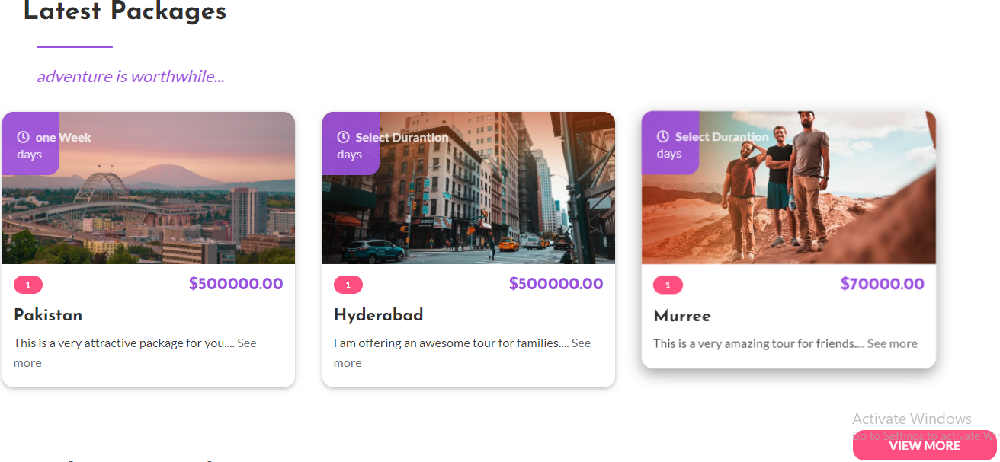 Latest Packages
adventure is worthwhile...
one Week
days
Select Durantion
days
Select Durantion
days
1
$500000.00
Pakistan
This is a very attractive package for you.... See
more
1
$500000.00
Hyderabad
I am offering an awesome tour for families.... See
more
1
$70000.00
Murree
This is a very amazing tour for friends.... See more
Activate Windows
Go to Settings to activate Wi
VIEW MORE